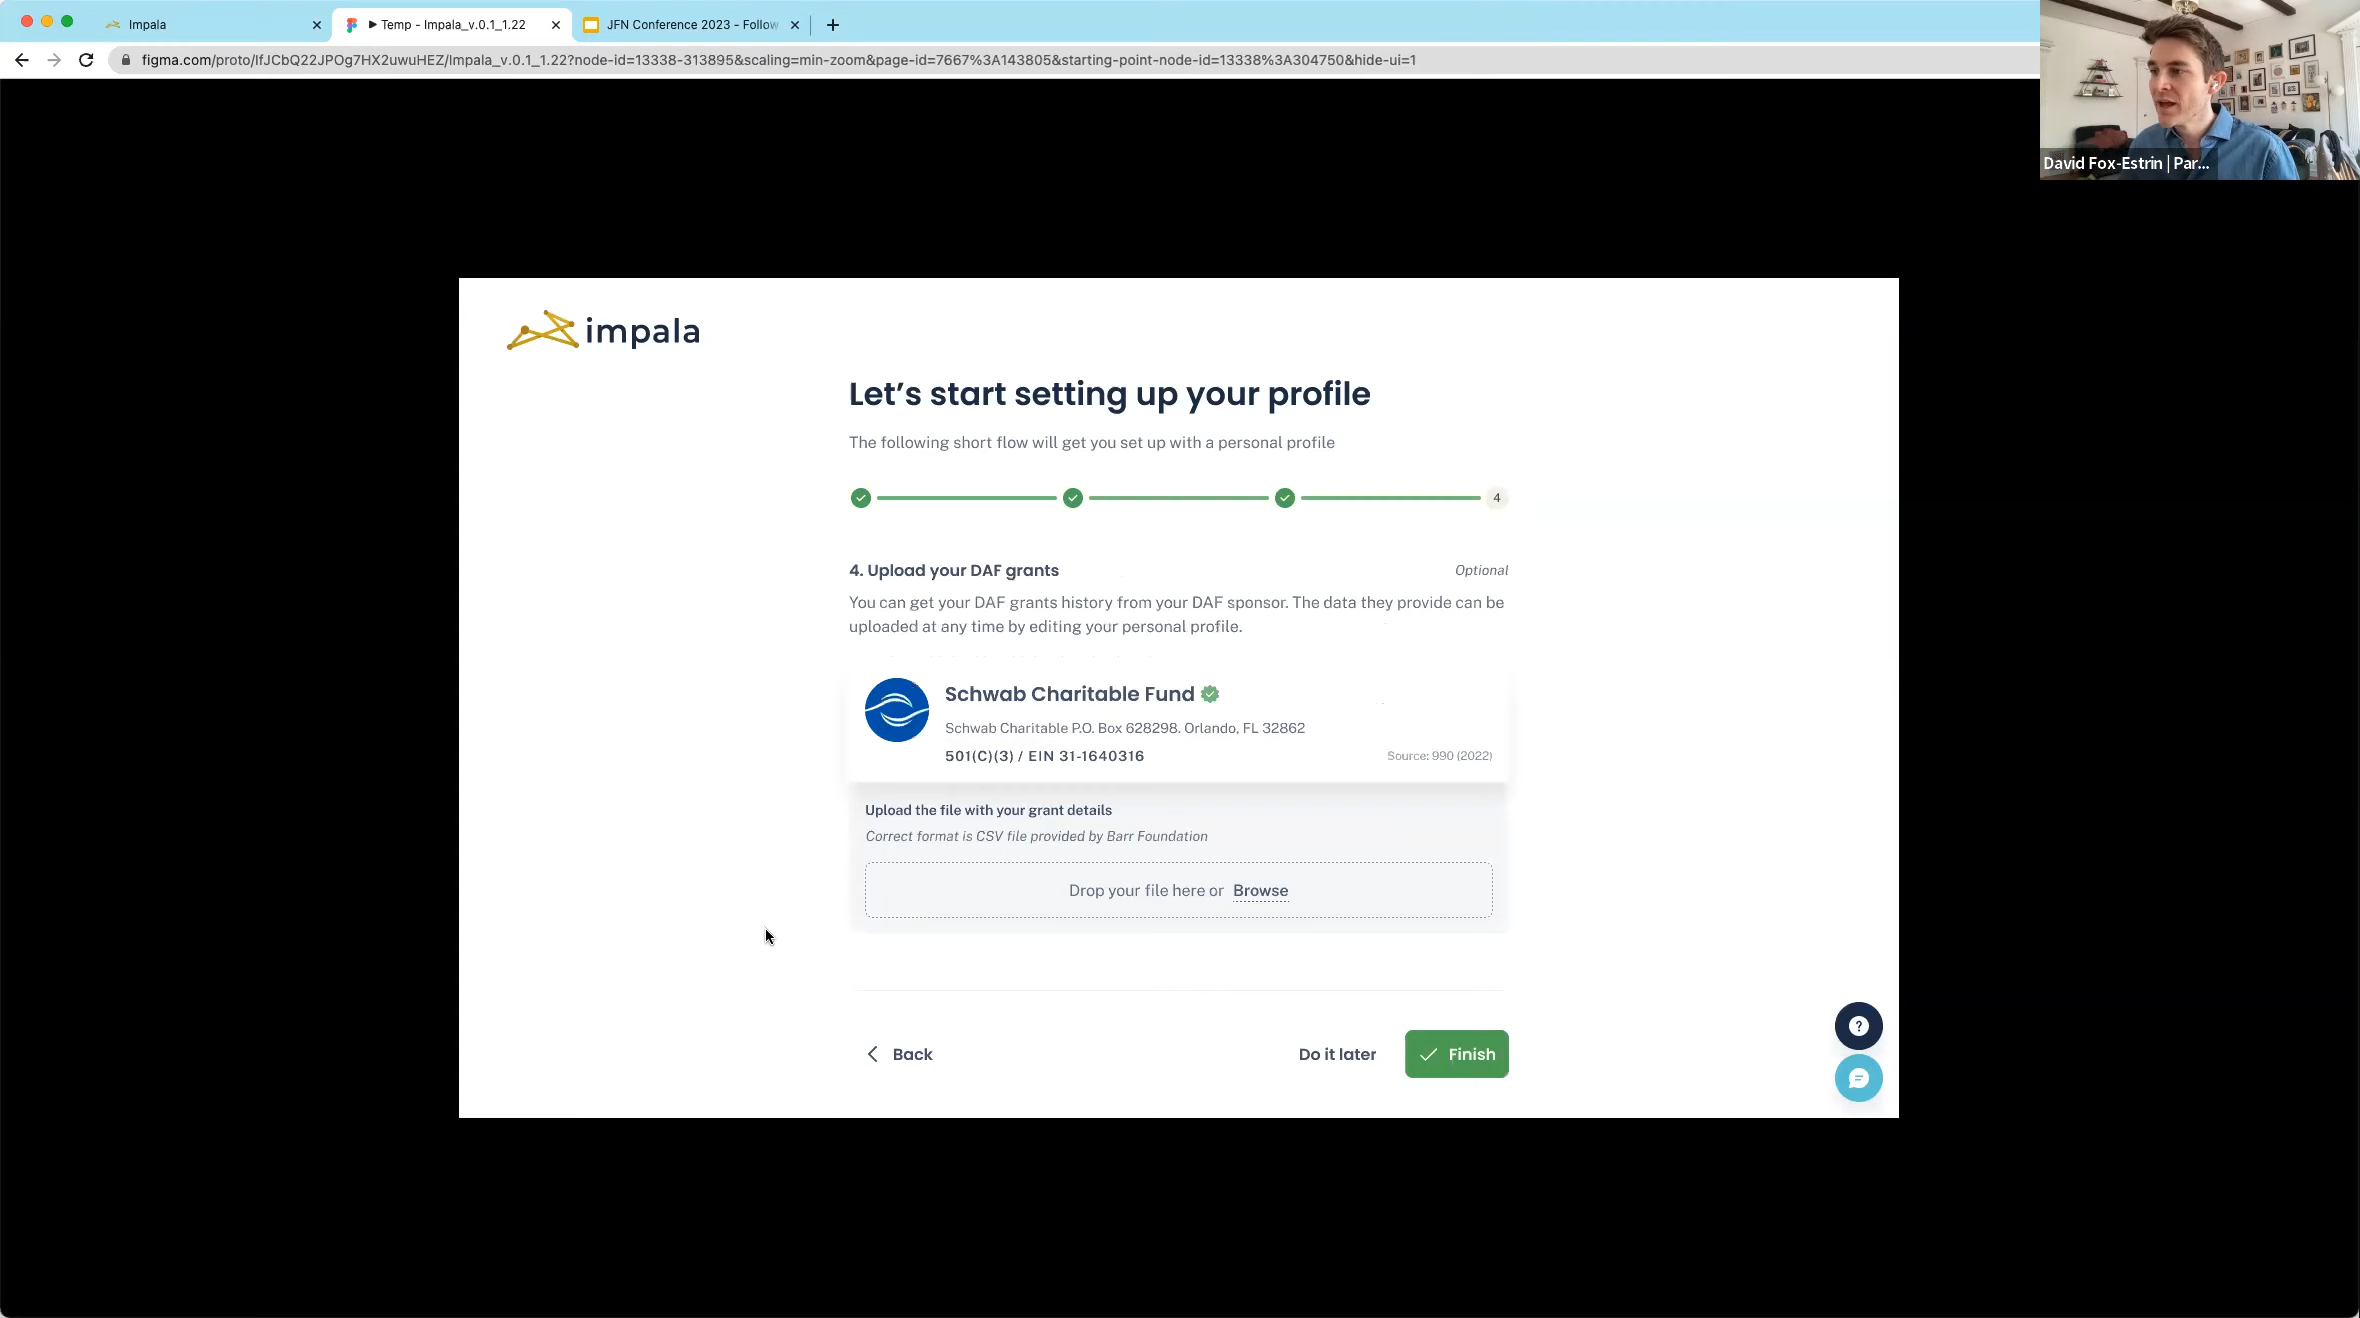 Impala
Temp - Impala_v.0.1_1.22
JFN Conference 2023 - Follow
figma.com/proto/IfJCbQ22JPOg7HX2uwuHEZ/Impala_v.0.1_1.22?node-id=13338-313895&scaling=min-zoom&page-id=7667%3A143805&starting-point-node-id=13338%3A304750&hide-ui=1
David Fox-Estrin | Par...
impala
Let's start setting up your profile
The following short flow will get you set up with a personal profile
4
4. Upload your DAF grants
Optional
You can get your DAF grants history from your DAF sponsor. The data they provide can be
uploaded at any time by editing your personal profile.
Schwab Charitable Fund
Schwab Charitable P.O. Box 628298. Orlando, FL 32862
501(C)(3) / EIN 31-1640316
Source: 990 (2022)
Upload the file with your grant details
Correct format is CSV file provided by Barr Foundation
Drop your file here or Browse
Back
Do it later
Finish
?